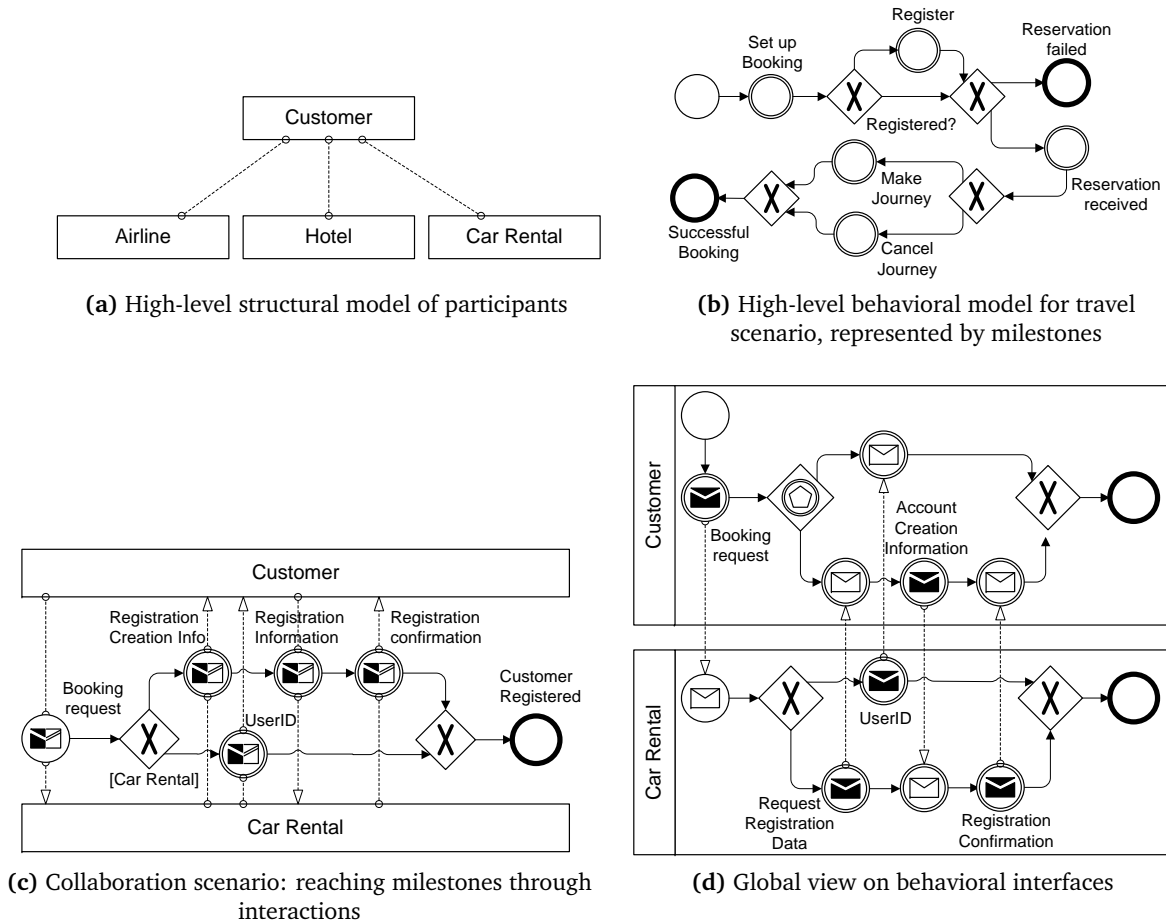 Customer
Airline
Hotel
Car Rental
(a) High-level structural model of participants
Register
Set up
Booking
Reservation
failed
Registered?
Make
Journey
Reservation
received
Successful
Booking
Cancel
Journey
(b) High-level behavioral model for travel
scenario, represented by milestones
Customer
Registration
Creation Info
Registration
Information
Registration
confirmation
Booking
request
Customer
Registered
UserID
[Car Rental]
Car Rental
(c) Collaboration scenario: reaching milestones through
interactions
Customer
Booking
request
Account
Creation
Information
Car Rental
UserID
Request
Registration
Data
Registration
Confirmation
(d) Global view on behavioral interfaces